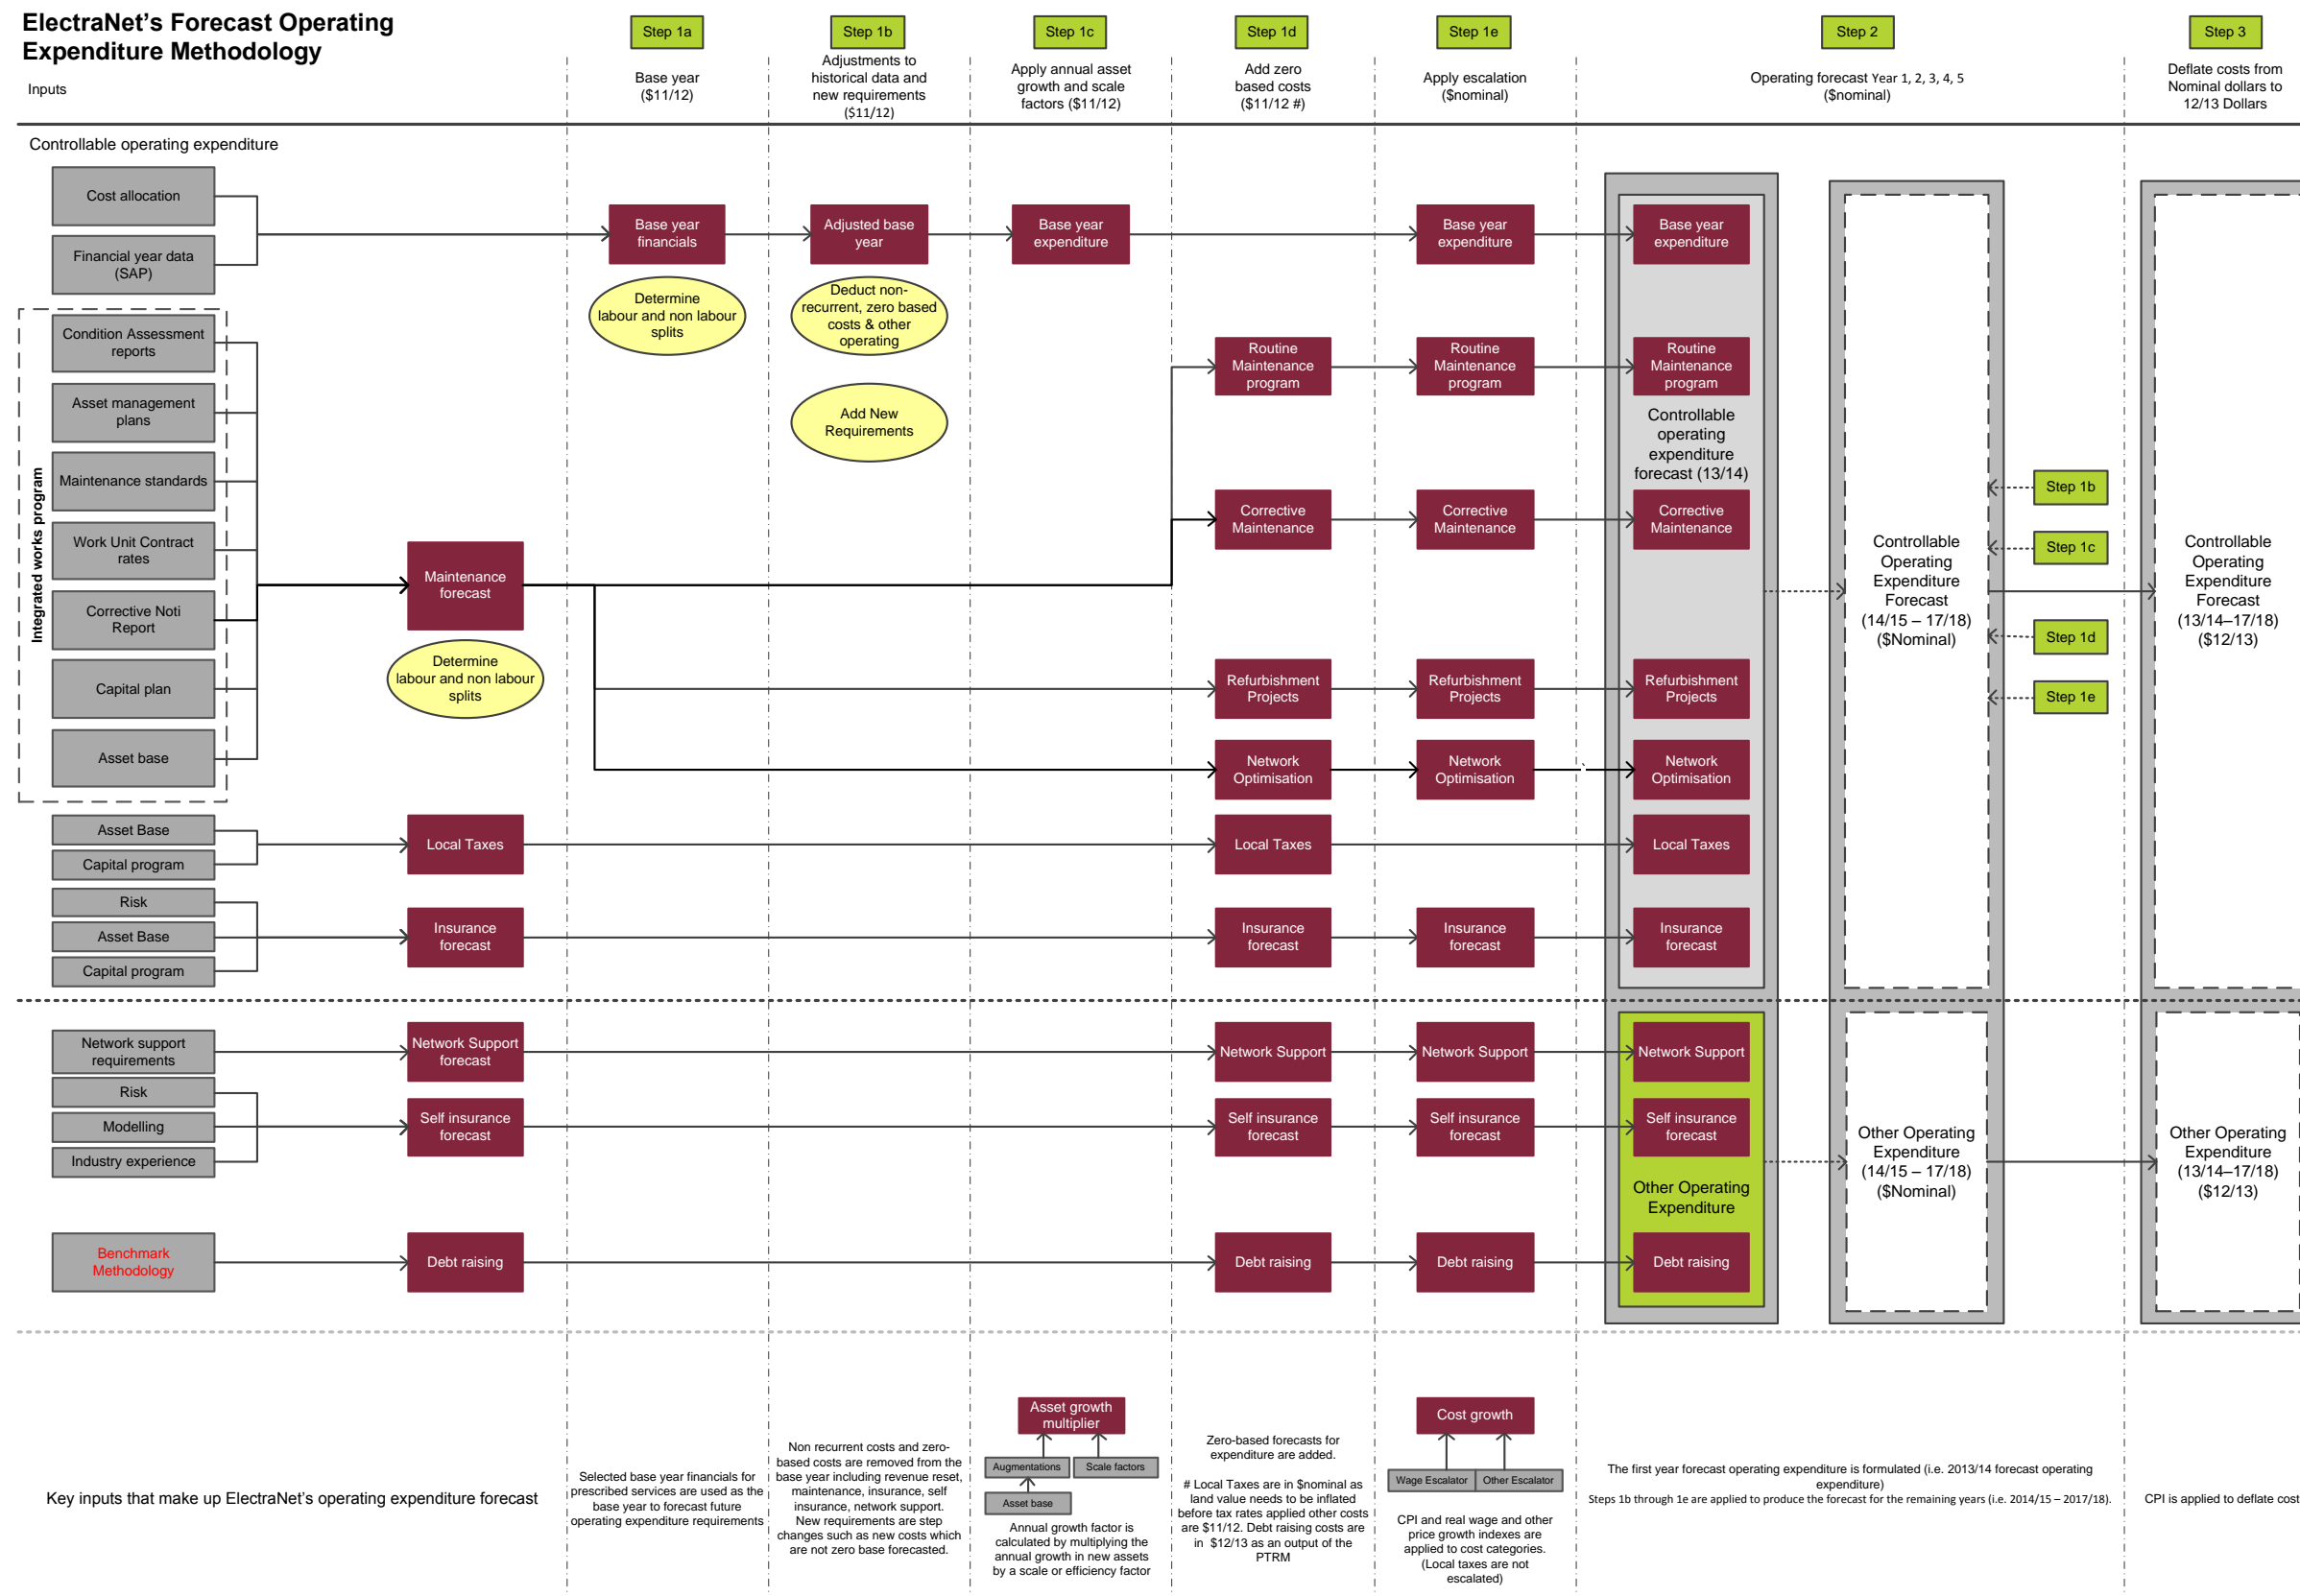 ElectraNet’s Forecast Operating
Expenditure Methodology
Inputs
Step 1a
Base year
($11/12)
Step 1b
Adjustments to
historical data and
new requirements
($11/12)
Step 1c
Apply annual asset
growth and scale
factors ($11/12)
Step 1d
Add zero
based costs
($11/12 #)
Step 1e
Apply escalation
($nominal)
Step 2
Operating forecast Year 1, 2, 3, 4, 5
($nominal)
Step 3
Deflate costs from
Nominal dollars to
12/13 Dollars
Controllable operating expenditure
Cost allocation
Financial year data
(SAP)
Base year
financials
Adjusted base
year
Base year
expenditure
Base year
expenditure
Base year
expenditure
Determine
labour and non labour
splits
Deduct non-
recurrent, zero based
costs & other
operating
Add New
Requirements
Integrated works program
Condition Assessment
reports
Asset management
plans
Maintenance standards
Work Unit Contract
rates
Corrective Noti
Report
Capital plan
Asset base
Maintenance
forecast
Determine
labour and non labour
splits
Routine
Maintenance
program
Routine
Maintenance
program
Routine
Maintenance
program
Controllable
operating
expenditure
forecast (13/14)
Corrective
Maintenance
Corrective
Maintenance
Corrective
Maintenance
Refurbishment
Projects
Refurbishment
Projects
Refurbishment
Projects
Network
Optimisation
Network
Optimisation
Network
Optimisation
Controllable
Operating
Expenditure
Forecast
(14/15 – 17/18)
($Nominal)
Step 1b
Step 1c
Step 1d
Step 1e
Controllable
Operating
Expenditure
Forecast
(13/14–17/18)
($12/13)
Asset Base
Capital program
Local Taxes
Local Taxes
Local Taxes
Risk
Asset Base
Capital program
Insurance
forecast
Insurance
forecast
Insurance
forecast
Insurance
forecast
Network support
requirements
Network Support
forecast
Network Support
Network Support
Network Support
Risk
Modelling
Industry experience
Self insurance
forecast
Self insurance
forecast
Self insurance
forecast
Self insurance
forecast
Other Operating
Expenditure
Other Operating
Expenditure
(14/15 – 17/18)
($Nominal)
Other Operating
Expenditure
(13/14–17/18)
($12/13)
Benchmark
Methodology
Debt raising
Debt raising
Debt raising
Debt raising
Key inputs that make up ElectraNet’s operating expenditure forecast
Selected base year financials for
prescribed services are used as the
base year to forecast future
operating expenditure requirements
Non recurrent costs and zero-
based costs are removed from the
base year including revenue reset,
maintenance, insurance, self
insurance, network support.
New requirements are step
changes such as new costs which
are not zero base forecasted.
Asset growth
multiplier
Augmentations
Scale factors
Asset base
Annual growth factor is
calculated by multiplying the
annual growth in new assets
by a scale or efficiency factor
Zero-based forecasts for
expenditure are added.
# Local Taxes are in $nominal as
land value needs to be inflated
before tax rates applied other costs
are $11/12. Debt raising costs are
in $12/13 as an output of the
PTRM
Cost growth
Wage Escalator
Other Escalator
CPI and real wage and other
price growth indexes are
applied to cost categories.
(Local taxes are not
escalated)
The first year forecast operating expenditure is formulated (i.e. 2013/14 forecast operating
expenditure)
Steps 1b through 1e are applied to produce the forecast for the remaining years (i.e. 2014/15 – 2017/18).
CPI is applied to deflate cost